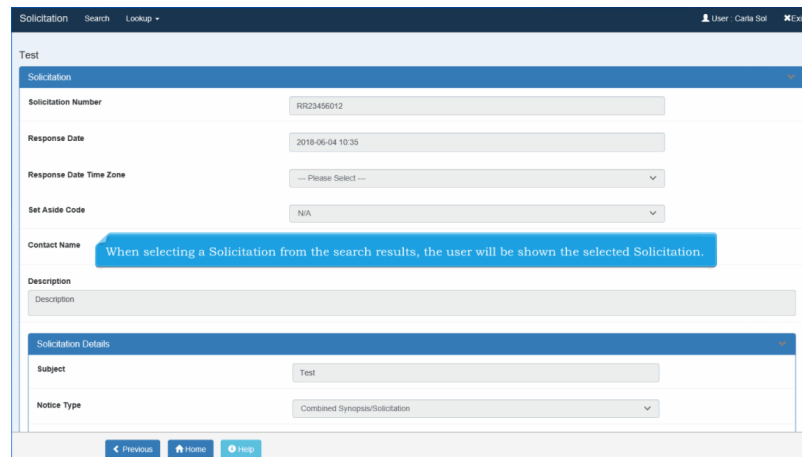 Solicitation Search Lookup User : Carla Sol Exi
Test
Solicitation
Solicitation Number RR23456012
Response Date 2018-06-04 10:35
Response Date Time Zone --- Please Select ---
Set Aside Code N/A
Contact Name
When selecting a Solicitation from the search results, the user will be shown the selected Solicitation.
Description
Description
Solicitation Details
Subject Test
Notice Type Combined Synopsis/Solicitation
Previous Home Help